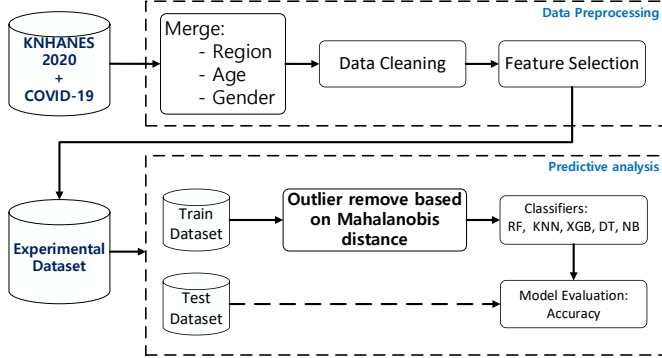 Data Preprocessing
KNHANES
2020
+
COVID-19
Merge:
- Region
- Age
- Gender
Data Cleaning
Feature Selection
Predictive analysis
Experimental
Dataset
Train
Dataset
Outlier remove based
on Mahalanobis
distance
Classifiers:
RF, KNN, XGB, DT, NB
Test
Dataset
Model Evaluation:
Accuracy